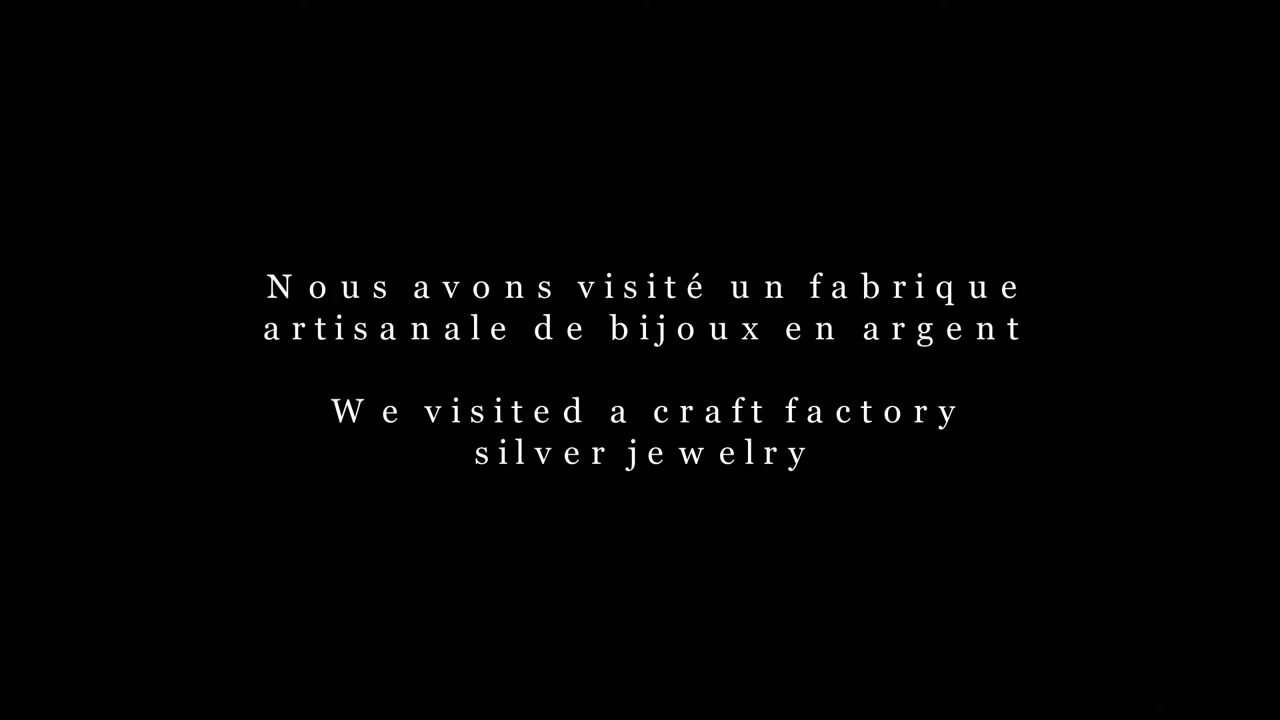 Nous avons visité un fabrique
artisanale de bijoux en argent
We visited a craft factory
silver jewelry